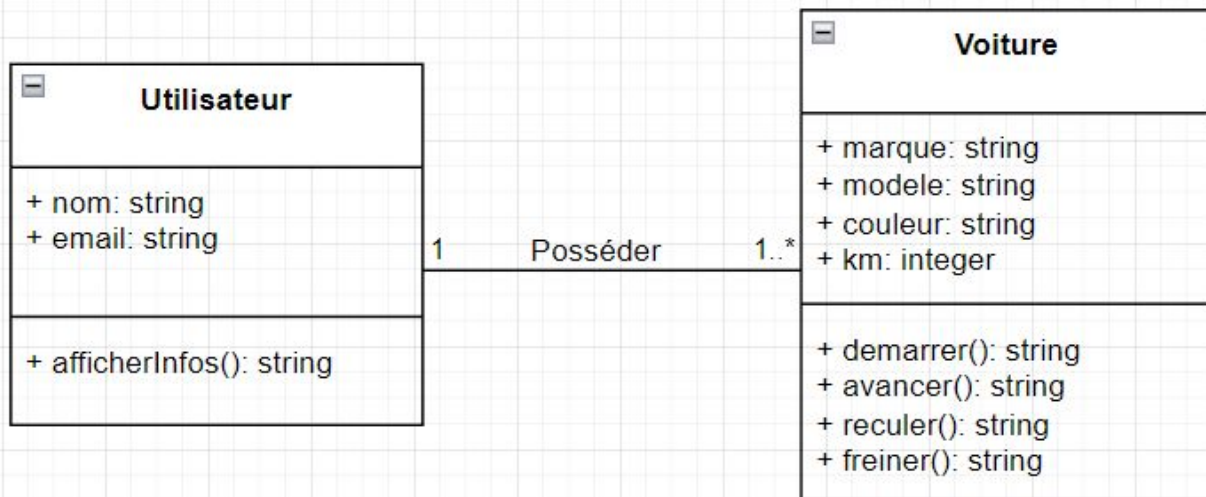 Utilisateur
+ nom: string
+ email: string
+ afficherInfos(): string
1 Posséder 1..*
Voiture
+ marque: string
+ modele: string
+ couleur: string
+ km: integer
+ demarrer(): string
+ avancer(): string
+ reculer(): string
+ freiner(): string